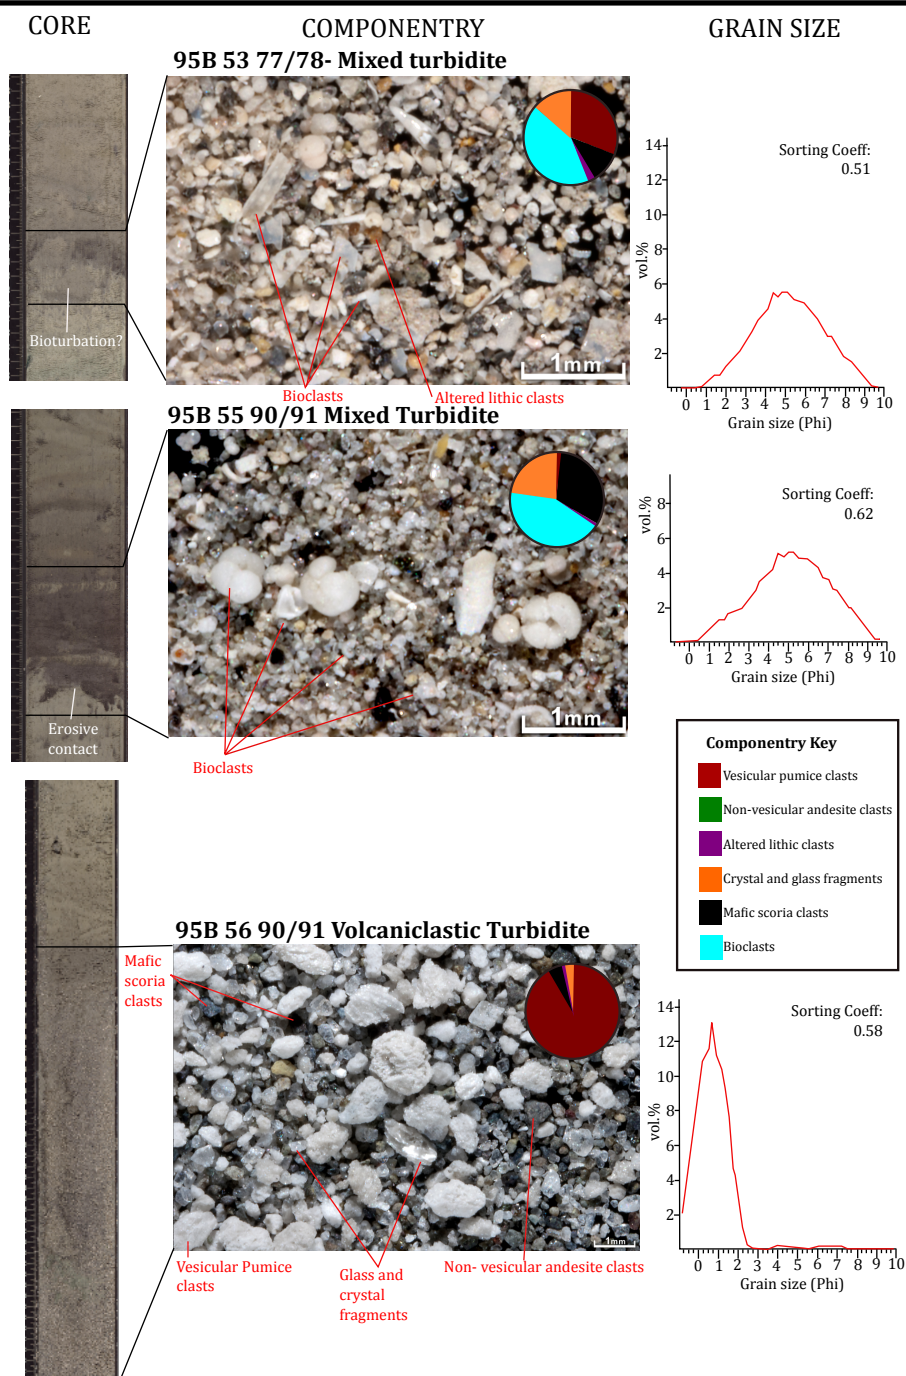 CORE
COMPONENTRY
GRAIN SIZE
95B 53 77/78- Mixed turbidite
Bioturbation?
1mm
Bioclasts
Altered lithic clasts
Sorting Coeff:
0.51
14
12
10
8
6
4
2
vol.%
0 1 2 3 4 5 6 7 8 9 10
Grain size (Phi)
95B 55 90/91 Mixed Turbidite
Erosive
contact
1mm
Bioclasts
Sorting Coeff:
0.62
8
6
4
2
vol.%
0 1 2 3 4 5 6 7 8 9 10
Grain size (Phi)
Componentry Key
Vesicular pumice clasts
Non-vesicular andesite clasts
Altered lithic clasts
Crystal and glass fragments
Mafic scoria clasts
Bioclasts
95B 56 90/91 Volcaniclastic Turbidite
Mafic
scoria
clasts
1mm
Vesicular Pumice
clasts
Glass and
crystal
fragments
Non- vesicular andesite clasts
Sorting Coeff:
0.58
14
12
10
8
6
4
2
vol.%
0 1 2 3 4 5 6 7 8 9 10
Grain size (Phi)